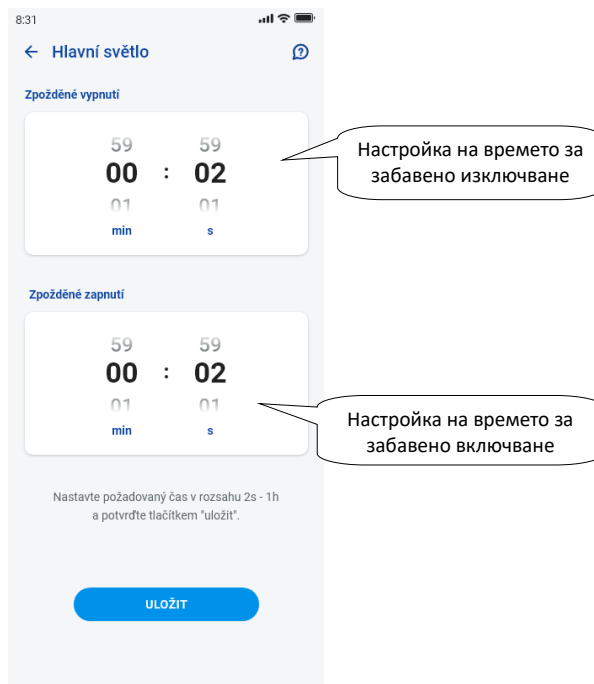 8:31
Hlavní světlo
Zpožděné vypnutí
59 59
00 : 02
01 01
min s
Настройка на времето за
забавено изключване
Zpožděné zapnutí
59 59
00 : 02
01 01
min s
Настройка на времето за
забавено включване
Nastavte požadovaný čas v rozsahu 2s - 1h
a potvrďte tlačítkem "uložit".
ULOŽIT